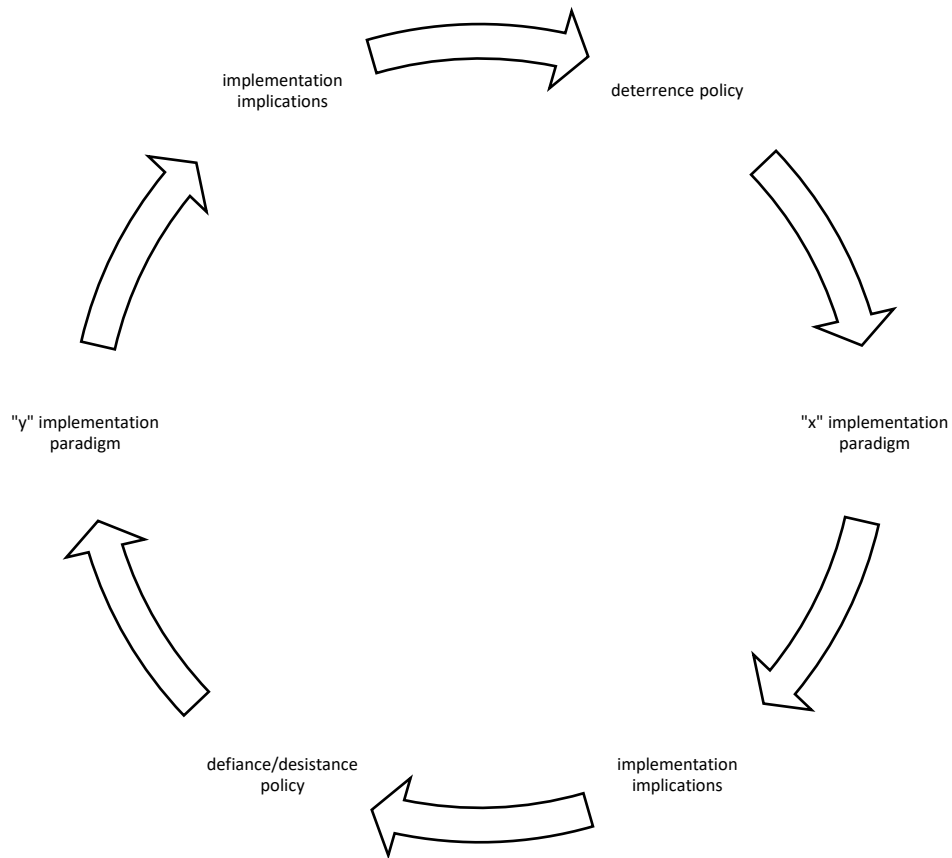 implementation
implications
deterrence policy
"y" implementation
paradigm
"x" implementation
paradigm
defiance/desistance
policy
implementation
implications